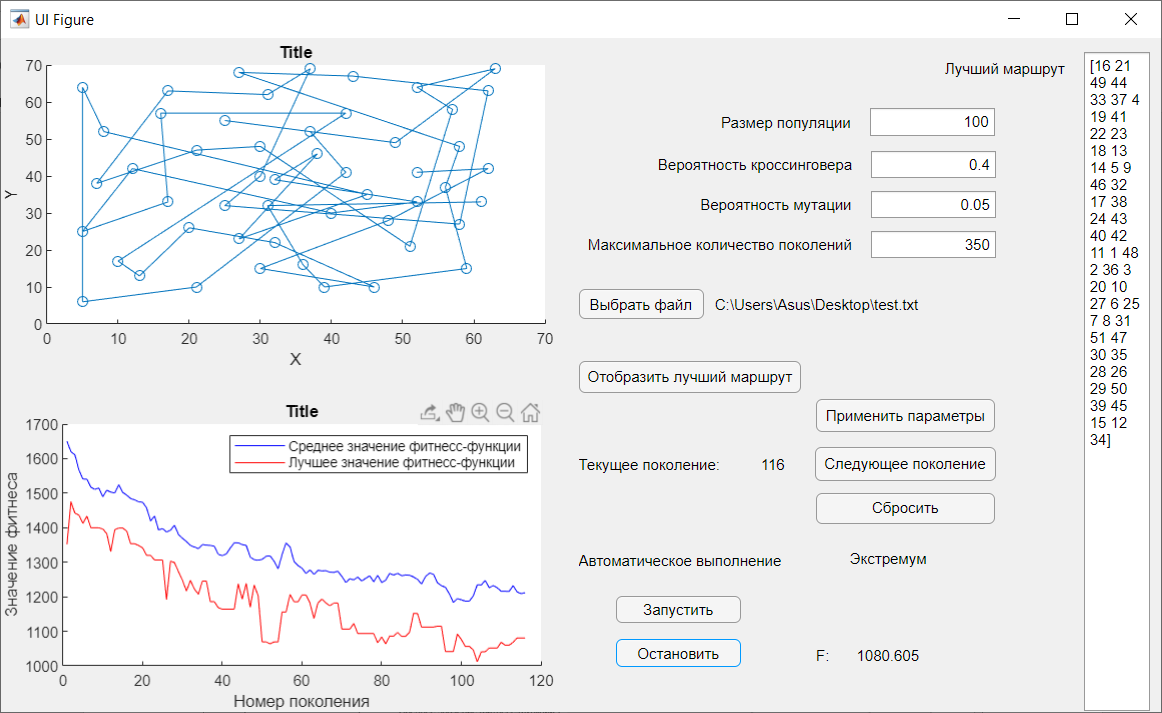 UI Figure
Title
70
60
50
40
30
20
10
0
Y
0 10 20 30 40 50 60 70
X
Title
1700
1600
1500
1400
1300
1200
1100
1000
Значение фитнеса
Среднее значение фитнесс-функции
Лучшее значение фитнесс-функции
0 20 40 60 80 100 120
Номер поколения
Размер популяции 100
Вероятность кроссинговера 0.4
Вероятность мутации 0.05
Максимальное количество поколений 350
Выбрать файл C:\Users\Asus\Desktop\test.txt
Отобразить лучший маршрут
Применить параметры
Текущее поколение: 116 Следующее поколение
Сбросить
Автоматическое выполнение Экстремум
Запустить
Остановить F: 1080.605
Лучший маршрут
[16 21
49 44
33 37 4
19 41
22 23
18 13
14 5 9
46 32
17 38
24 43
40 42
11 1 48
2 36 3
20 10
27 6 25
7 8 31
51 47
30 35
28 26
29 50
39 45
15 12
34]